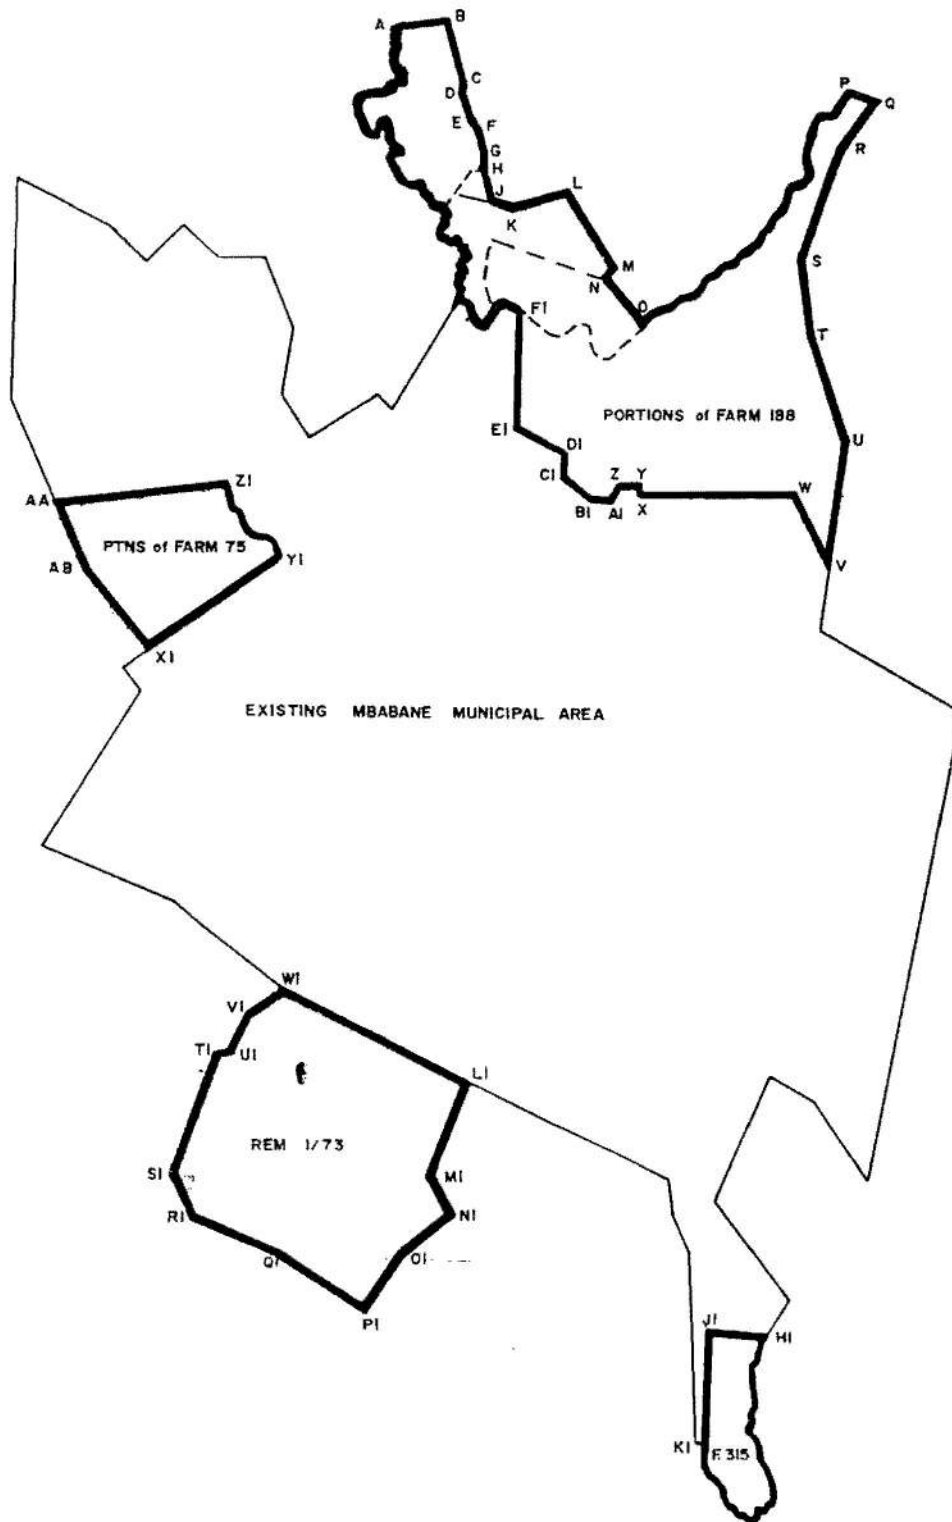 A
B
C
D
E
F
G
H
J
K
L
M
N
O
P
Q
R
S
T
U
V
W
X
Y
Z
A1
B1
C1
D1
E1
F1
PORTIONS of FARM 188
AA
Z1
PTNS of FARM 75
AB
Y1
X1
EXISTING MBABANE MUNICIPAL AREA
W1
V1
T1
U1
L1
REM 1/73
S1
M1
R1
N1
Q1
O1
P1
J1
H1
K1
F. 315